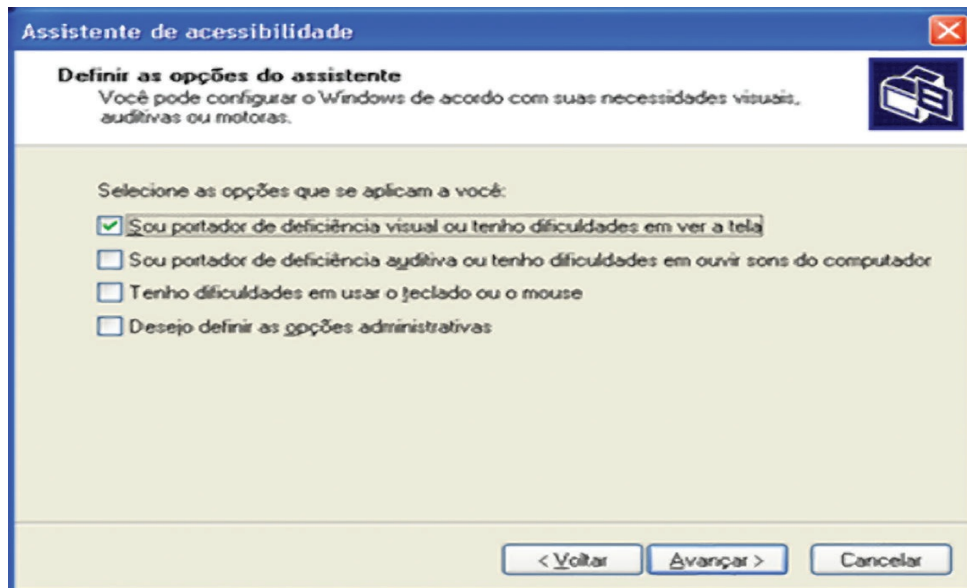 Assistente de acessibilidade
Definir as opções do assistente
Você pode configurar o Windows de acordo com suas necessidades visuais,
auditivas ou motoras.
Selecione as opções que se aplicam a você:
Sou portador de deficiência visual ou tenho dificuldades em ver a tela
Sou portador de deficiência auditiva ou tenho dificuldades em ouvir sons do computador
Tenho dificuldades em usar o teclado ou o mouse
Desejo definir as opções administrativas
< Voltar
Avançar >
Cancelar